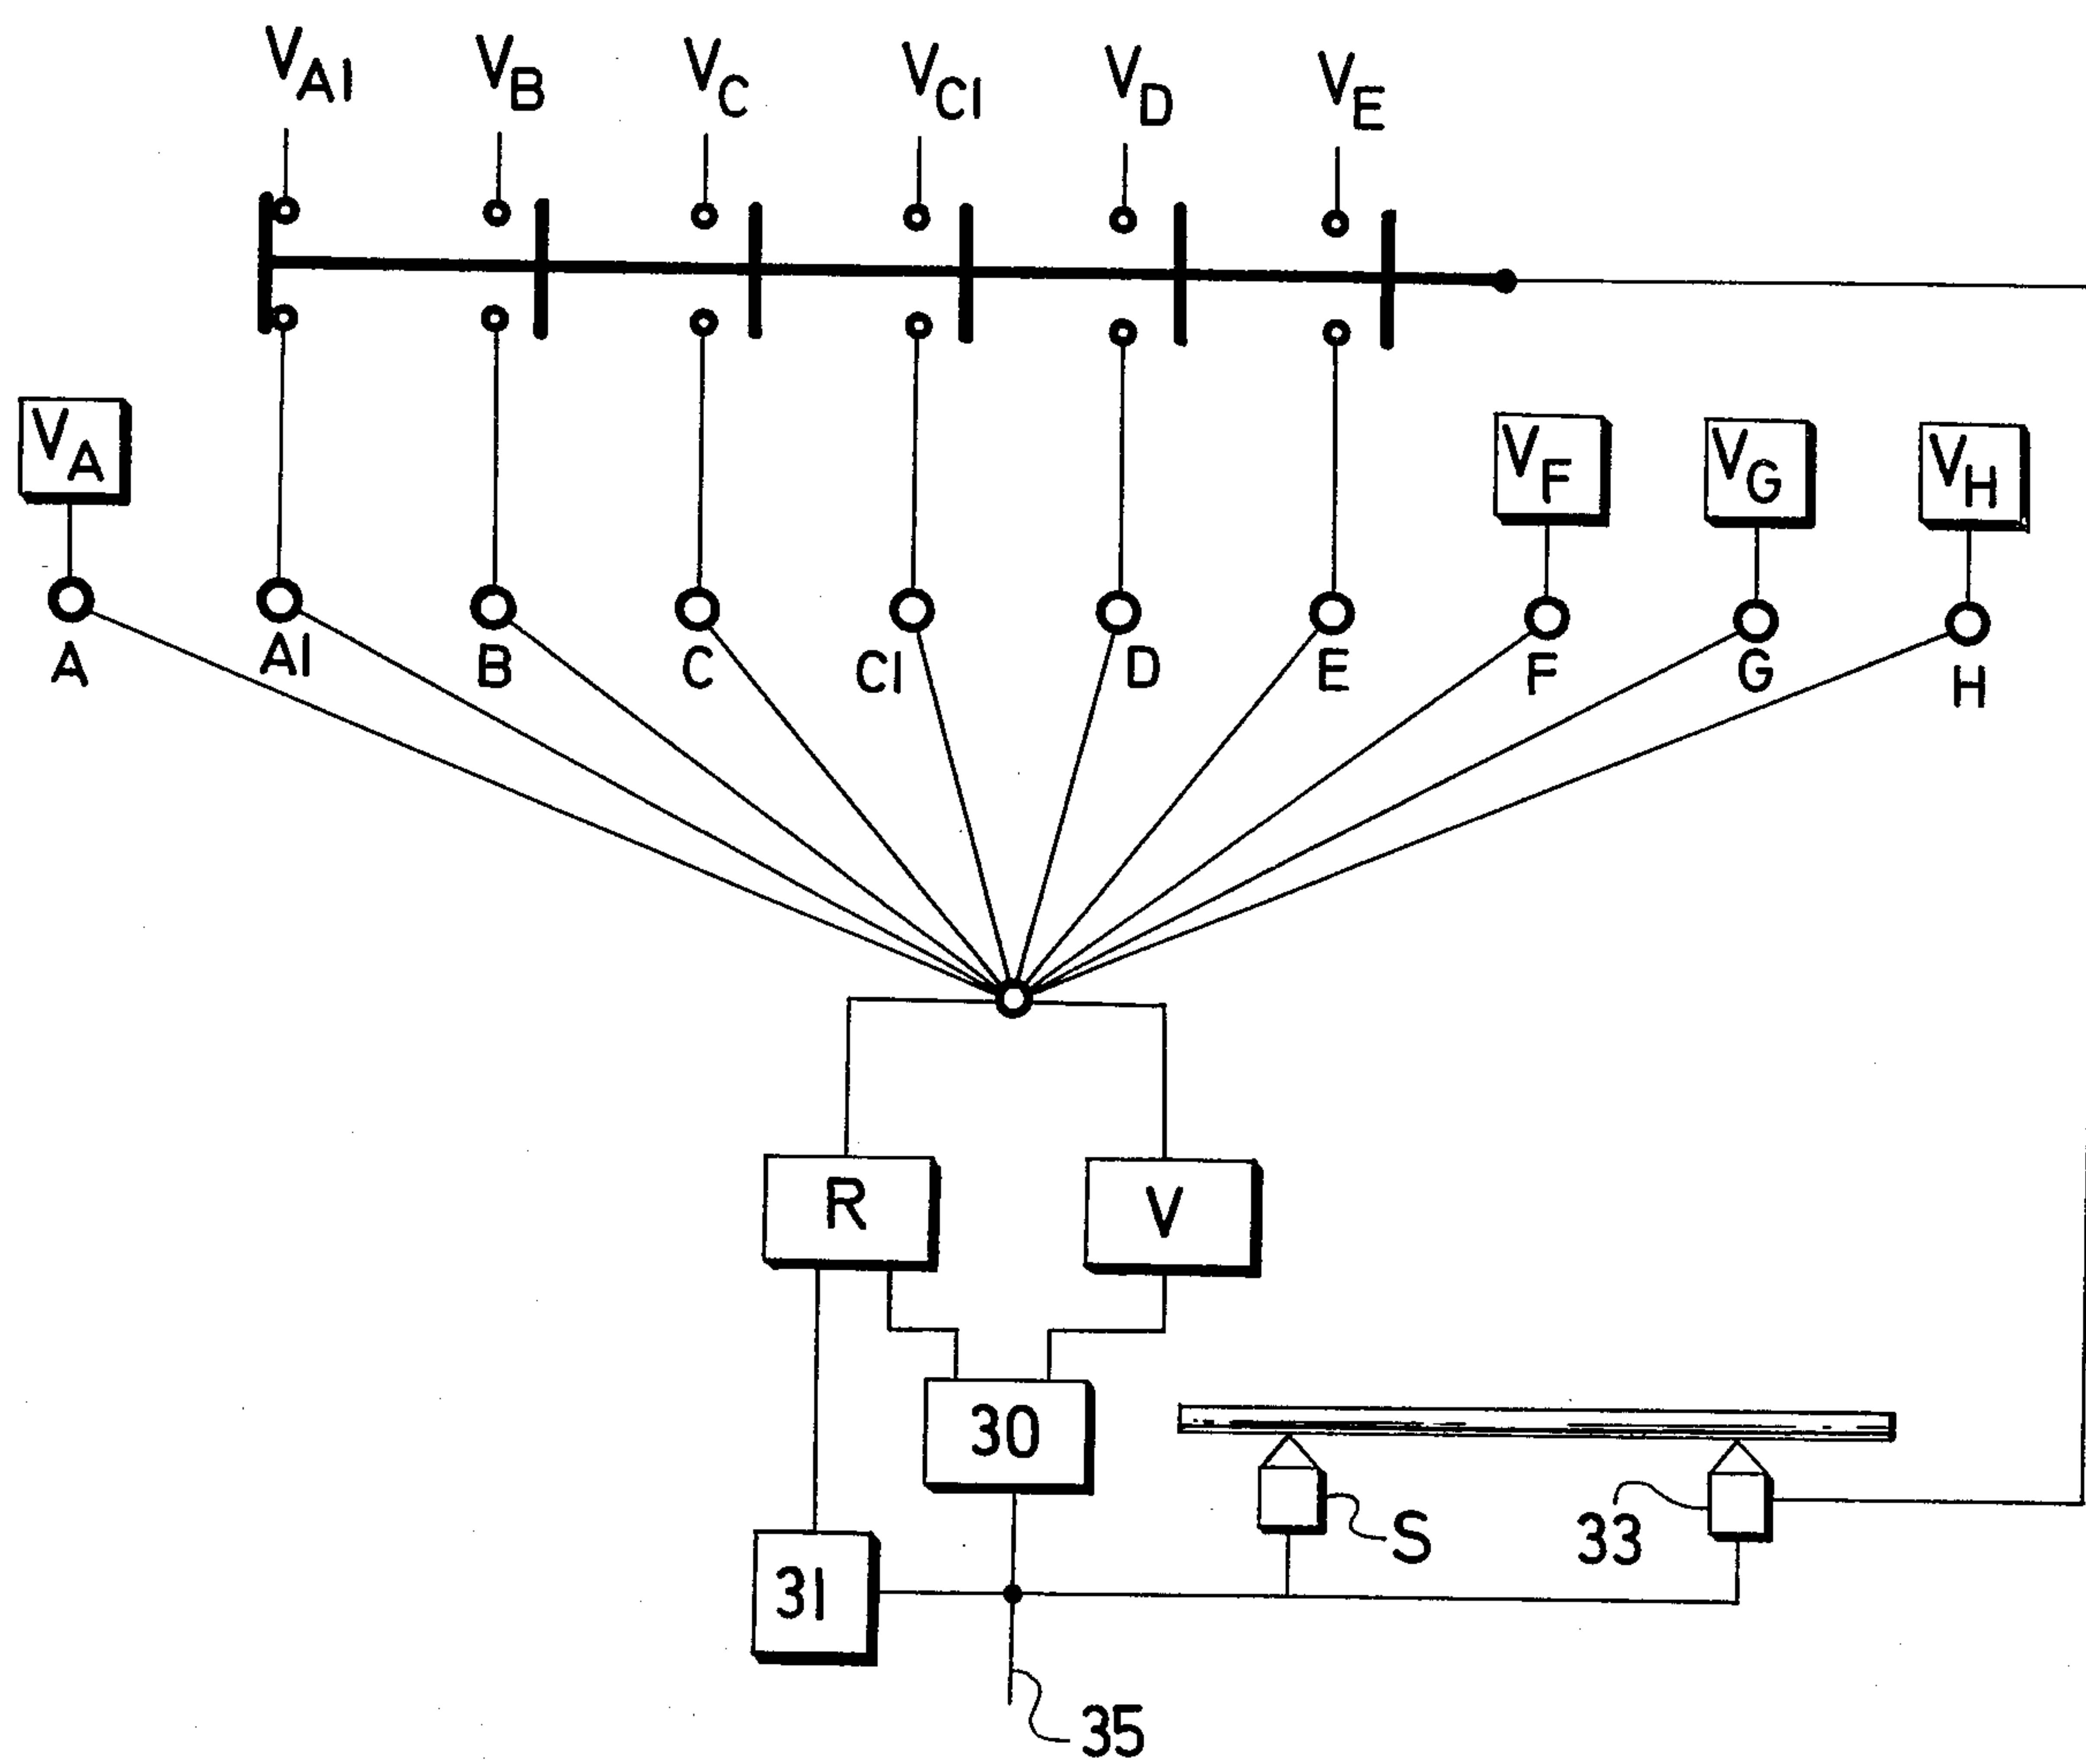 VA1 VB VC VC1 VD VE
VA VF VG VH
A A1 B C C1 D E F G H
R V
30
S 33
31
35